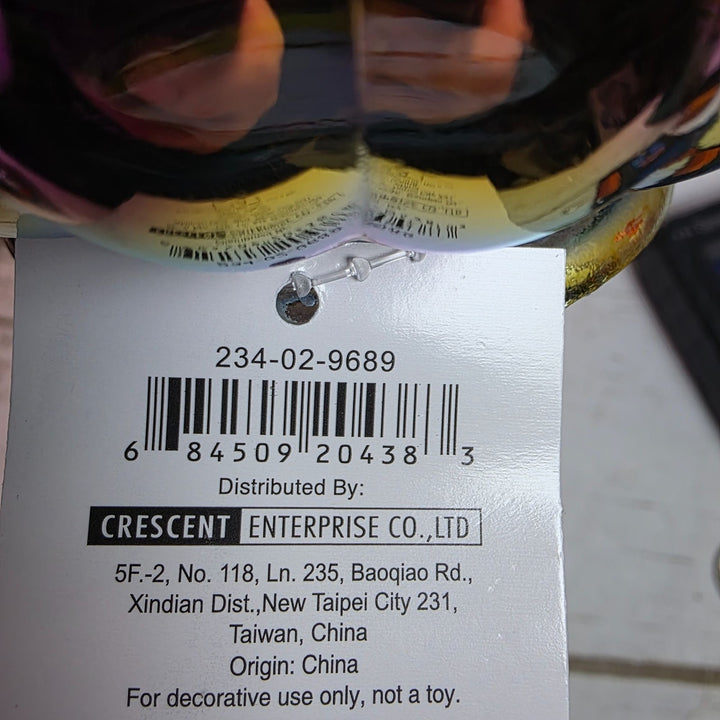 234-02-9689
6 84509 20438 3
Distributed By:
CRESCENT ENTERPRISE CO.,LTD
5F.-2, No. 118, Ln. 235, Baoqiao Rd.,
Xindian Dist.,New Taipei City 231,
Taiwan, China
Origin: China
For decorative use only, not a toy.